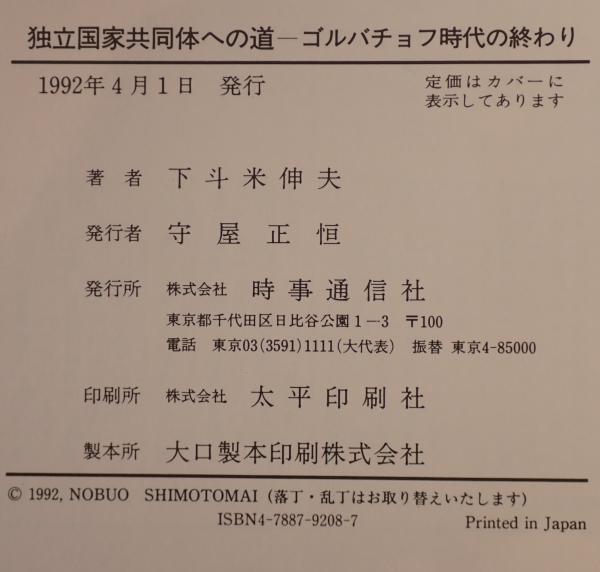 独立国家共同体への道―ゴルバチョフ時代の終わり
1992年4月1日 発行
定価はカバーに
表示してあります
著者 下斗米伸夫
発行者 守屋正恒
発行所 株式会社 時事通信社
東京都千代田区日比谷公園1―3 〒100
電話 東京03(3591)1111(大代表) 振替 東京4-85000
印刷所 株式会社 太平印刷社
製本所 大口製本印刷株式会社
© 1992, NOBUO SHIMOTOMAI (落丁・乱丁はお取り替えいたします)
ISBN4-7887-9208-7
Printed in Japan